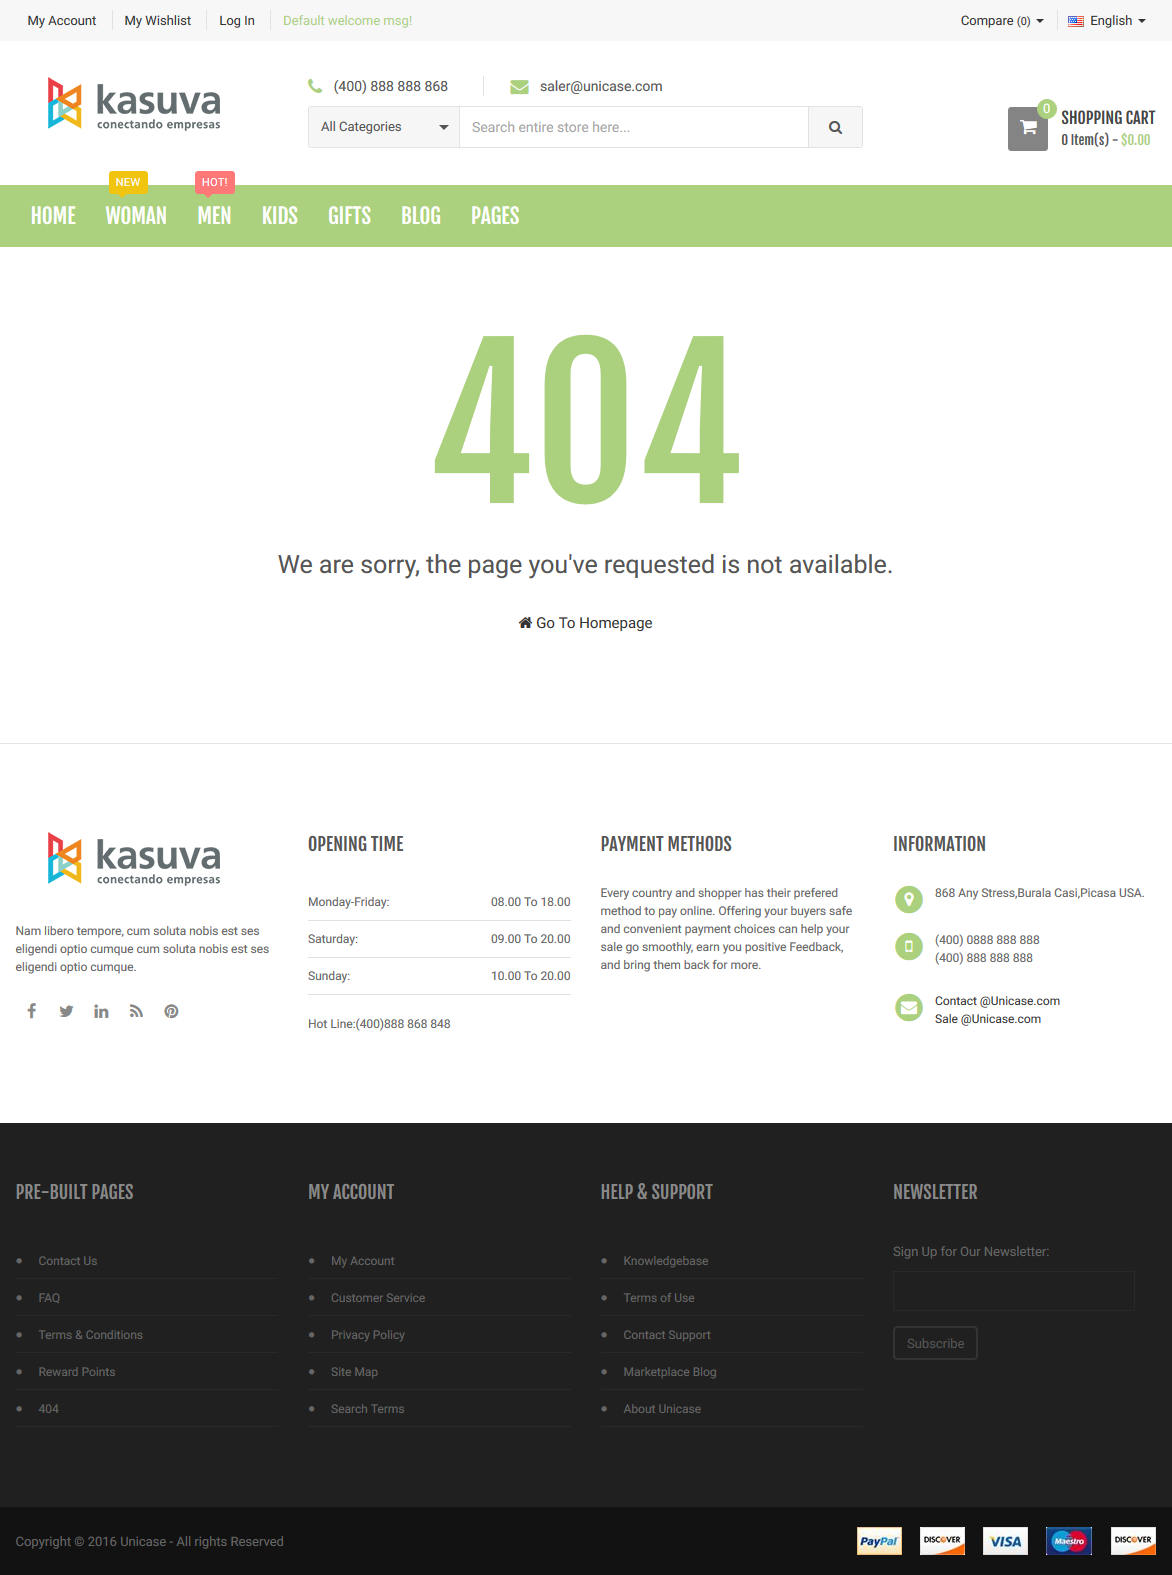 My Account
My Wishlist
Log In
Default welcome msg!
Compare (0)
English
kasuva
conectando empresas
(400) 888 888 868
saler@unicase.com
All Categories
Search entire store here...
0
SHOPPING CART
0 Item(s) - $0.00
NEW
HOT!
HOME
WOMAN
MEN
KIDS
GIFTS
BLOG
PAGES
404
We are sorry, the page you've requested is not available.
Go To Homepage
kasuva
conectando empresas
Nam libero tempore, cum soluta nobis est ses
eligendi optio cumque cum soluta nobis est ses
eligendi optio cumque.
OPENING TIME
Monday-Friday: 08.00 To 18.00
Saturday: 09.00 To 20.00
Sunday: 10.00 To 20.00
Hot Line:(400)888 868 848
PAYMENT METHODS
Every country and shopper has their prefered
method to pay online. Offering your buyers safe
and convenient payment choices can help your
sale go smoothly, earn you positive Feedback,
and bring them back for more.
INFORMATION
868 Any Stress,Burala Casi,Picasa USA.
(400) 0888 888 888
(400) 888 888 888
Contact @Unicase.com
Sale @Unicase.com
PRE-BUILT PAGES
Contact Us
FAQ
Terms & Conditions
Reward Points
404
MY ACCOUNT
My Account
Customer Service
Privacy Policy
Site Map
Search Terms
HELP & SUPPORT
Knowledgebase
Terms of Use
Contact Support
Marketplace Blog
About Unicase
NEWSLETTER
Sign Up for Our Newsletter:
Subscribe
Copyright © 2016 Unicase - All rights Reserved
PayPal
DISCOVER
VISA
Maestro
DISCOVER